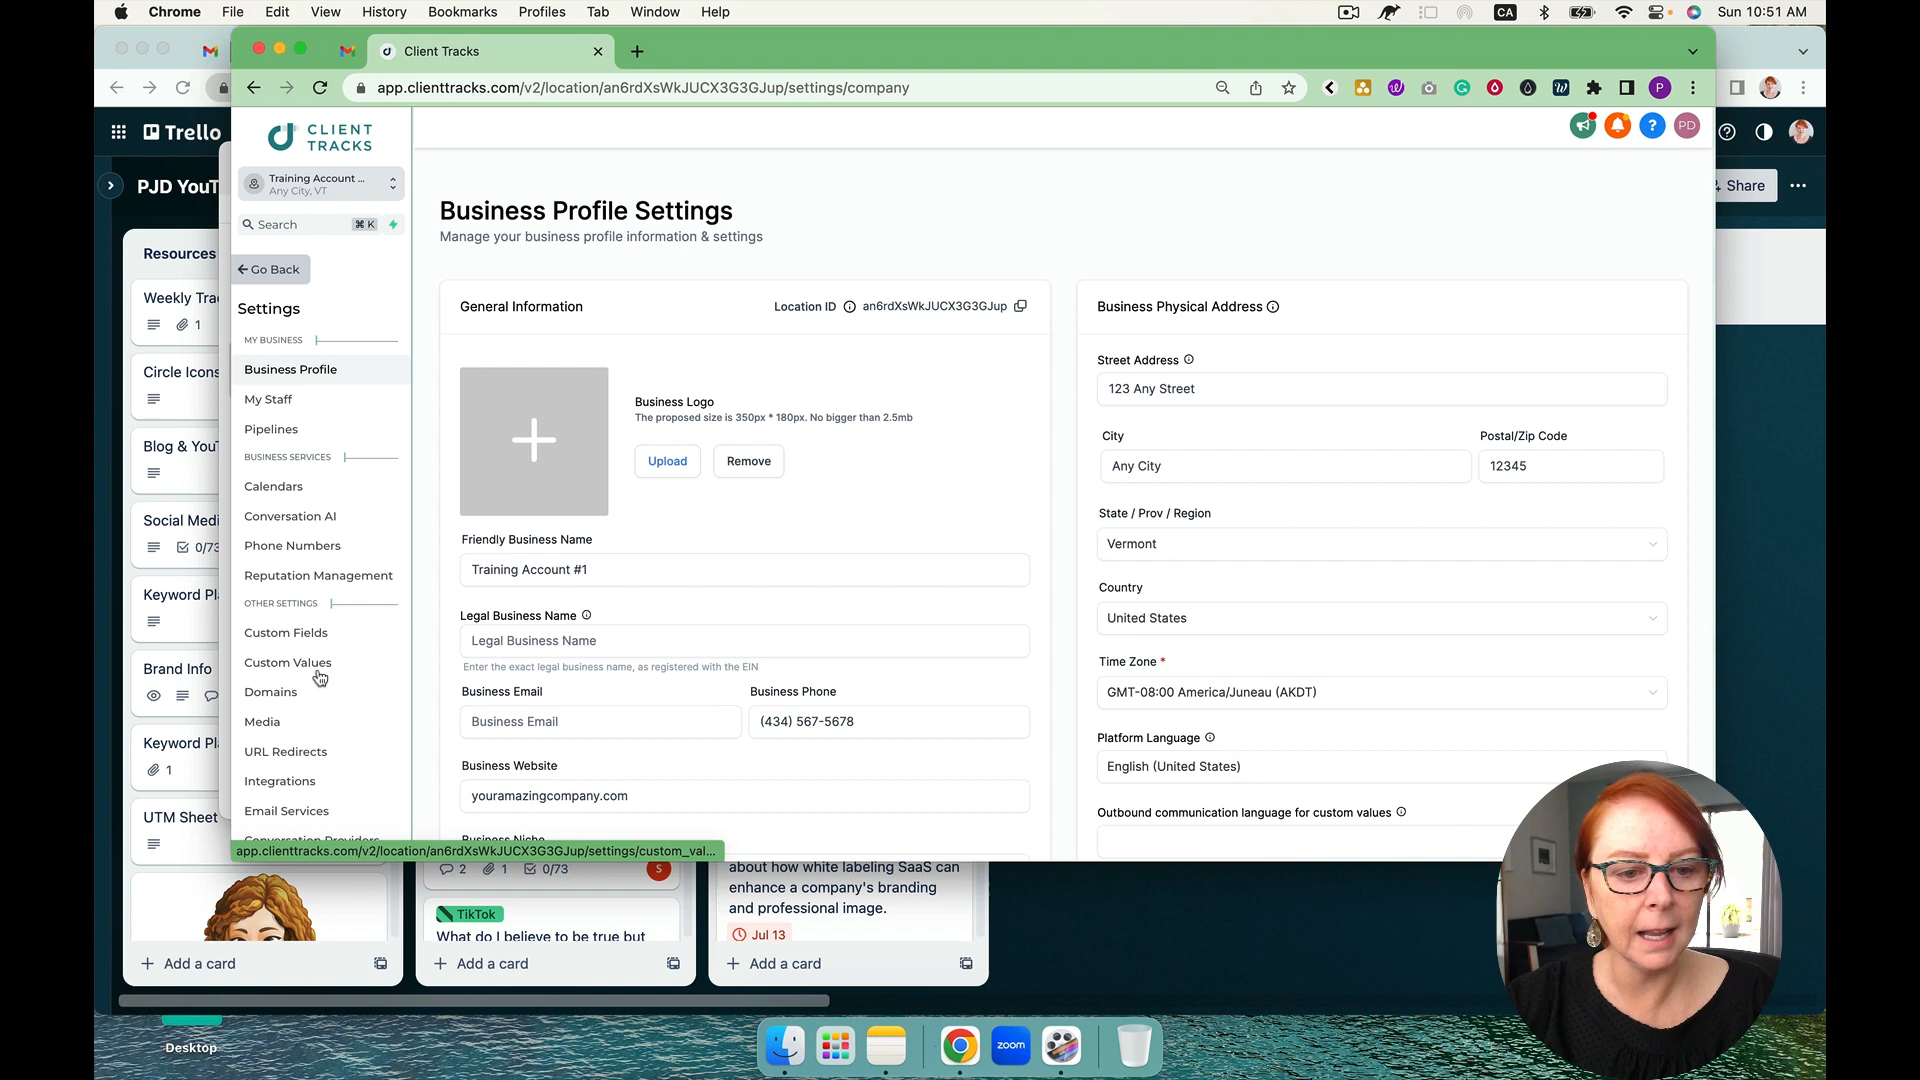 Chrome File Edit View History Bookmarks Profiles Tab Window Help CA Sun 10:51 AM
Client Tracks
app.clienttracks.com/v2/location/an6rdXsWkJUCX3G3GJup/settings/company
CLIENT
TRACKS
PD
Training Account ...
Any City, VT
Search ⌘ K
Go Back
Settings
MY BUSINESS
Business Profile
My Staff
Pipelines
BUSINESS SERVICES
Calendars
Conversation AI
Phone Numbers
Reputation Management
OTHER SETTINGS
Custom Fields
Custom Values
Domains
Media
URL Redirects
Integrations
Email Services
app.clienttracks.com/v2/location/an6rdXsWkJUCX3G3GJup/settings/custom_val...
Business Profile Settings
Manage your business profile information & settings
General Information
Location ID an6rdXsWkJUCX3G3GJup
Business Logo
The proposed size is 350px * 180px. No bigger than 2.5mb
Upload Remove
Friendly Business Name
Training Account #1
Legal Business Name
Legal Business Name
Enter the exact legal business name, as registered with the EIN
Business Email Business Phone
Business Email (434) 567-5678
Business Website
youramazingcompany.com
Business Niche
Business Physical Address
Street Address
123 Any Street
City Postal/Zip Code
Any City 12345
State / Prov / Region
Vermont
Country
United States
Time Zone *
GMT-08:00 America/Juneau (AKDT)
Platform Language
English (United States)
Outbound communication language for custom values
Trello
PJD YouT
Share
Resources
Weekly Tra
1
Circle Icons
Blog & YouT
Social Medi
0/73
Keyword Pl
Brand Info
Keyword Pl
1
UTM Sheet
+ Add a card
2 1 0/73 S
TikTok
What do I believe to be true but
+ Add a card
about how white labeling SaaS can
enhance a company's branding
and professional image.
Jul 13
+ Add a card
Desktop
zoom